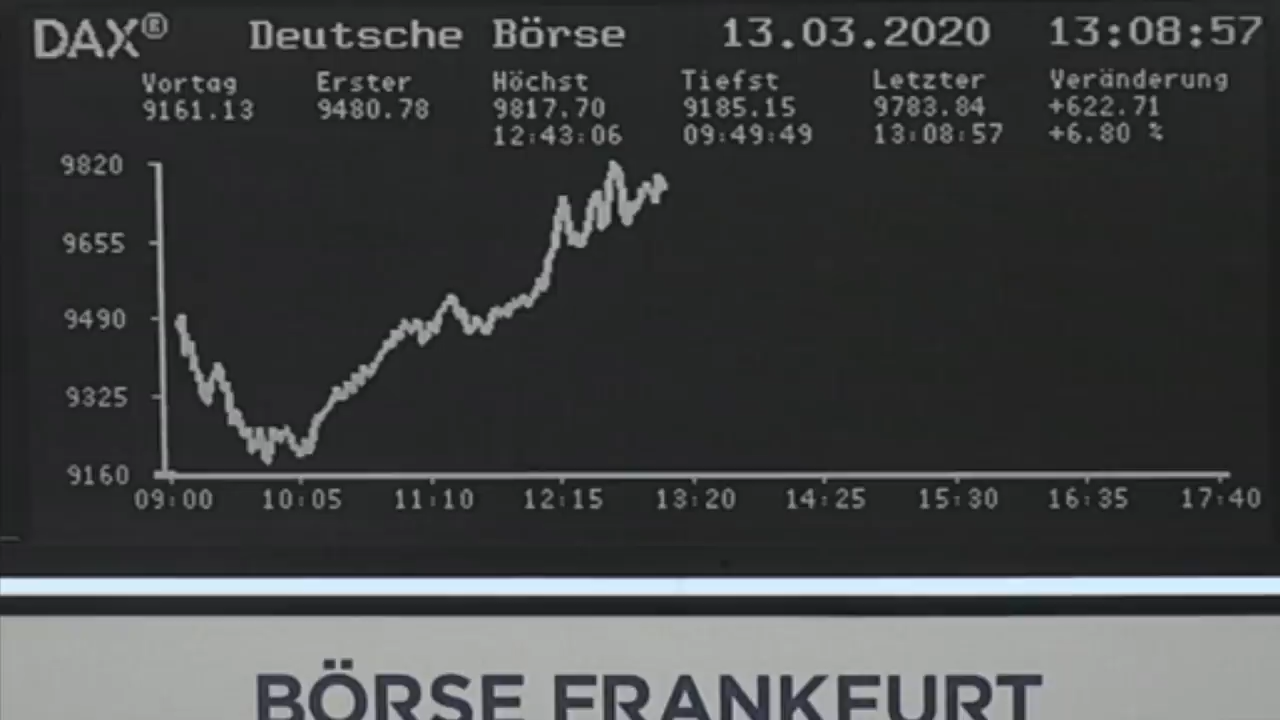 DAX® Deutsche Börse 13.03.2020 13:08:57
Vortag Erster Höchst Tiefst Letzter Veränderung
9161.13 9480.78 9817.70 9185.15 9783.84 +622.71
12:43:06 09:49:49 13:08:57 +6.80 %
9820
9655
9490
9325
9160
09:00 10:05 11:10 12:15 13:20 14:25 15:30 16:35 17:40
BÖRSE FRANKFURT